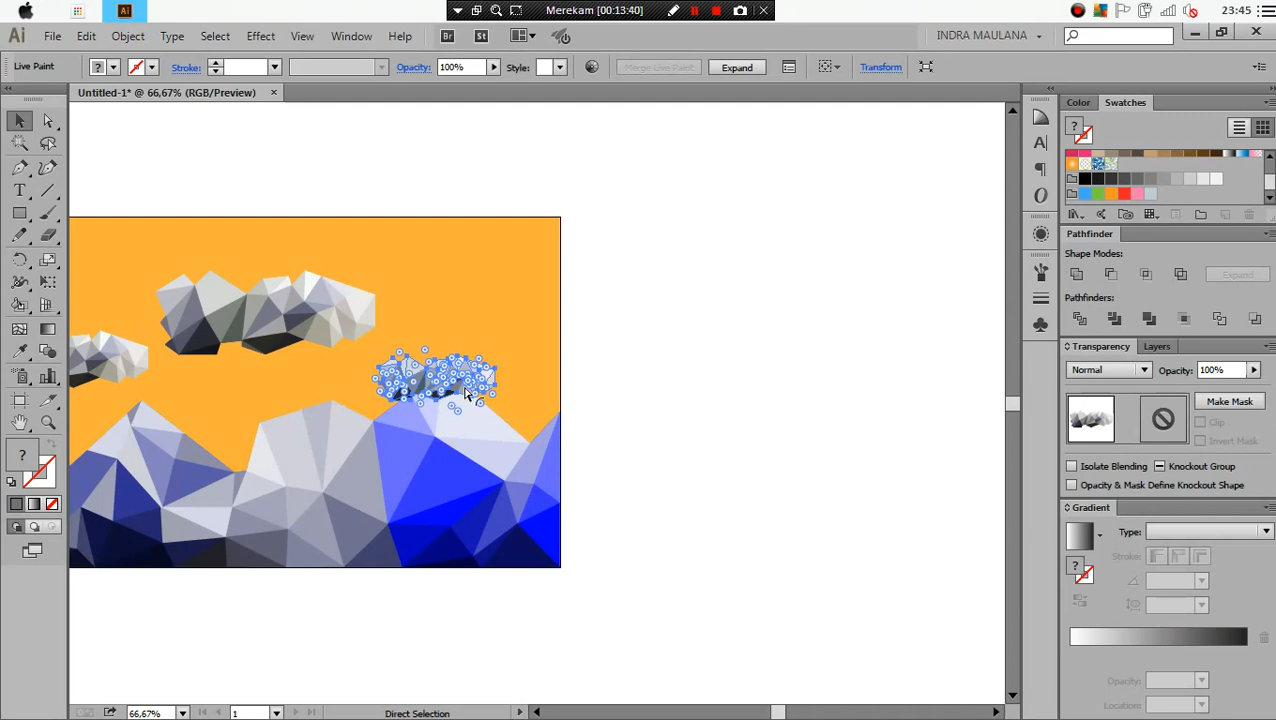 Merekam [00:13:40]
23:45
Ai File Edit Object Type Select Effect View Window Help Br St INDRA MAULANA
Live Paint ? Stroke: Opacity: 100% Style: Merge Live Paint Expand Transform
Untitled-1* @ 66,67% (RGB/Preview)
Color Swatches
Pathfinder
Shape Modes:
Expand
Pathfinders:
Transparency Layers
Normal Opacity: 100%
Make Mask
Clip
Invert Mask
Isolate Blending Knockout Group
Opacity & Mask Define Knockout Shape
Gradient
Type:
Stroke:
Opacity:
Location:
66,67% 1 Direct Selection